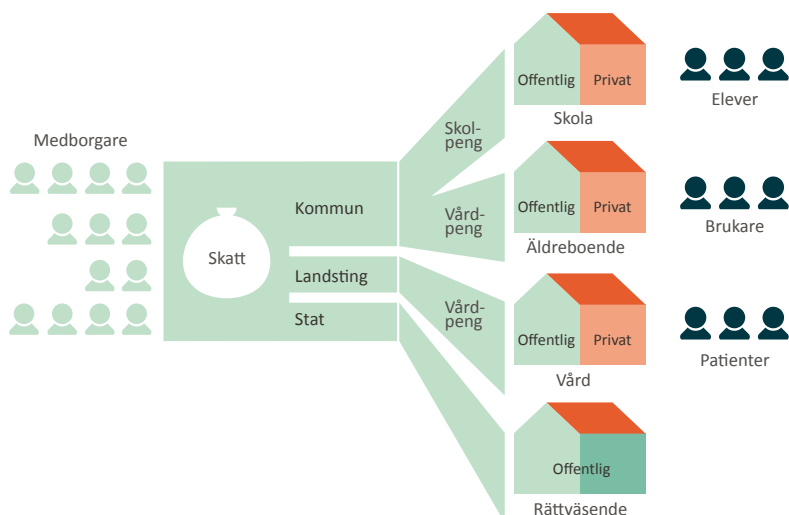 Medborgare
Skatt
Kommun
Landsting
Stat
Skol-
peng
Vård-
peng
Vård-
peng
Offentlig Privat
Skola
Elever
Offentlig Privat
Äldreboende
Brukare
Offentlig Privat
Vård
Patienter
Offentlig
Rättväsende